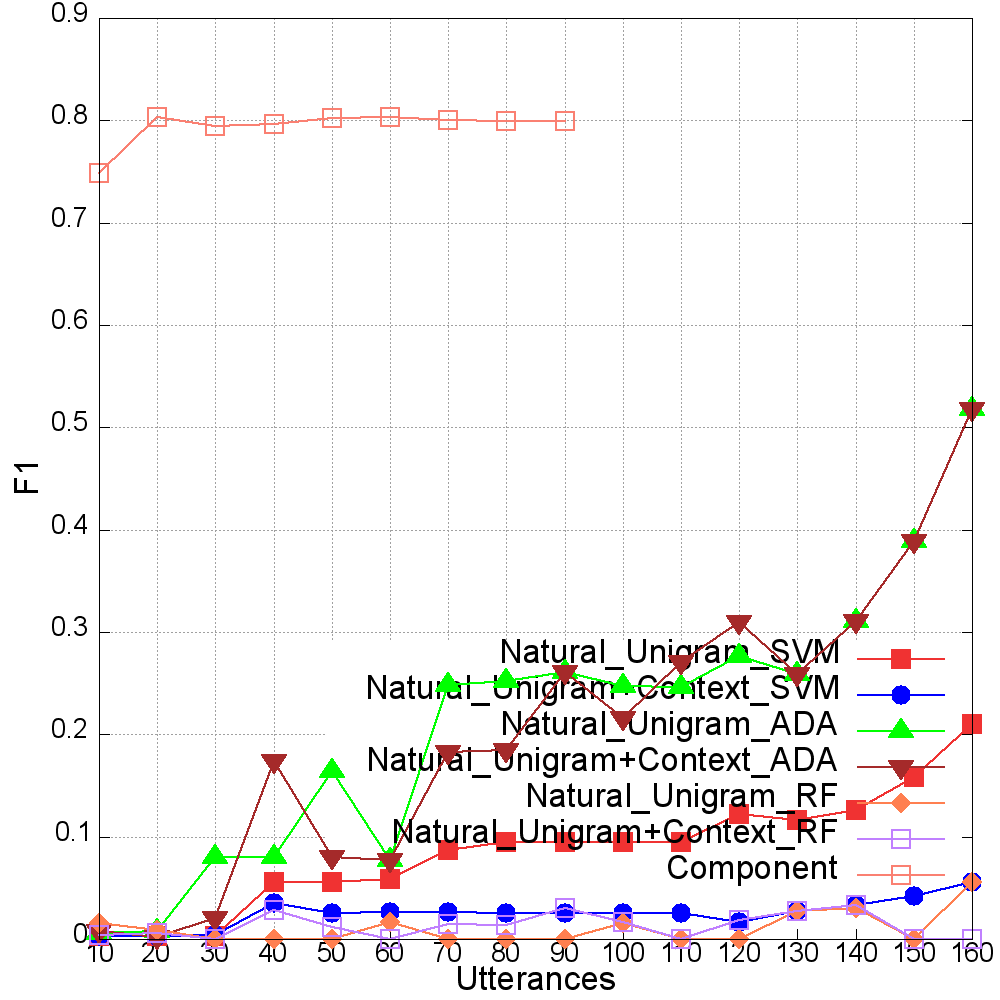 0.9
0.8
0.7
0.6
0.5
0.4
0.3
0.2
0.1
0
F1
Natural_Unigram_SVM
Natural_Unigram+Context_SVM
Natural_Unigram_ADA
Natural_Unigram+Context_ADA
Natural_Unigram_RF
Natural_Unigram+Context_RF
Component
10 20 30 40 50 60 70 80 90 100 110 120 130 140 150 160
Utterances